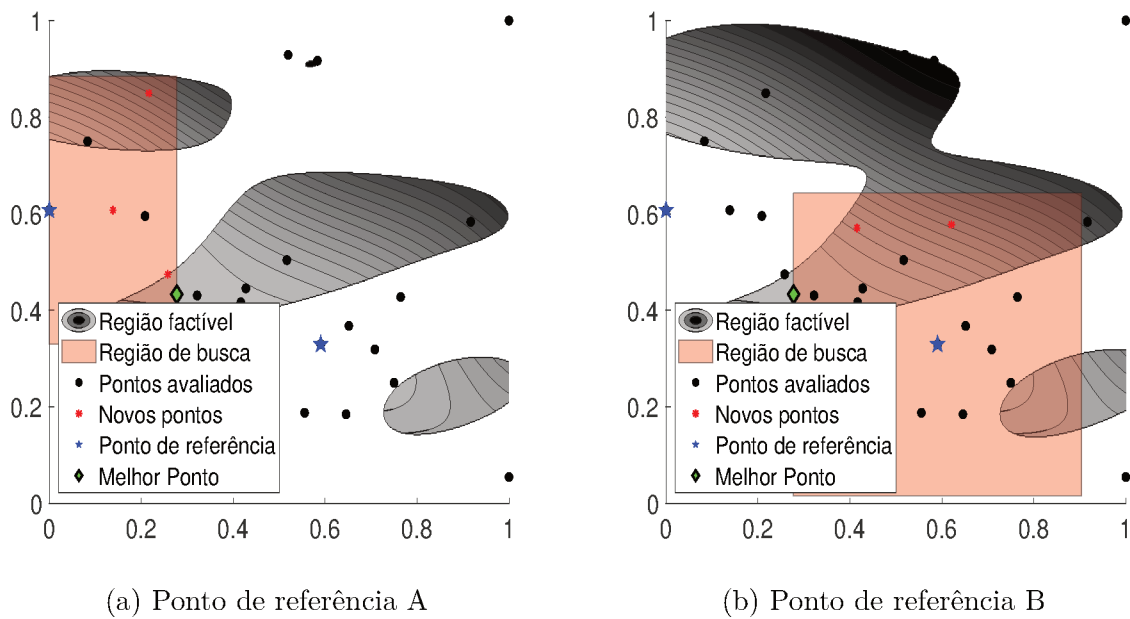 1
0.8
0.6
0.4
0.2
0
0 0.2 0.4 0.6 0.8 1
Região factível
Região de busca
Pontos avaliados
Novos pontos
Ponto de referência
Melhor Ponto
(a) Ponto de referência A
1
0.8
0.6
0.4
0.2
0
0 0.2 0.4 0.6 0.8 1
Região factível
Região de busca
Pontos avaliados
Novos pontos
Ponto de referência
Melhor Ponto
(b) Ponto de referência B